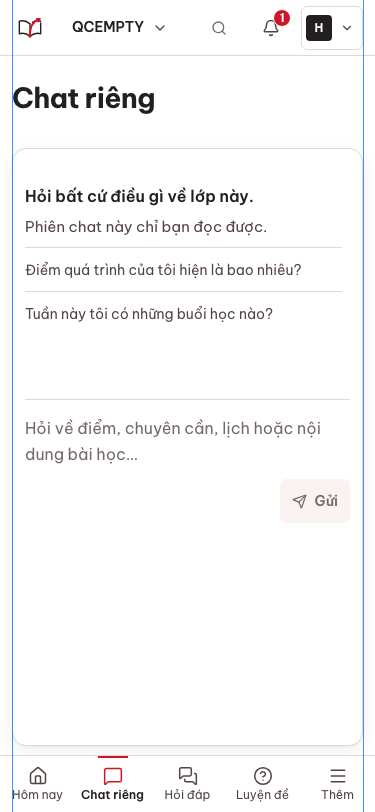 QCEMPTY
1
H
Chat riêng
Hỏi bất cứ điều gì về lớp này.
Phiên chat này chỉ bạn đọc được.
Điểm quá trình của tôi hiện là bao nhiêu?
Tuần này tôi có những buổi học nào?
Hỏi về điểm, chuyên cần, lịch hoặc nội
dung bài học...
Gửi
Hôm nay
Chat riêng
Hỏi đáp
Luyện đề
Thêm